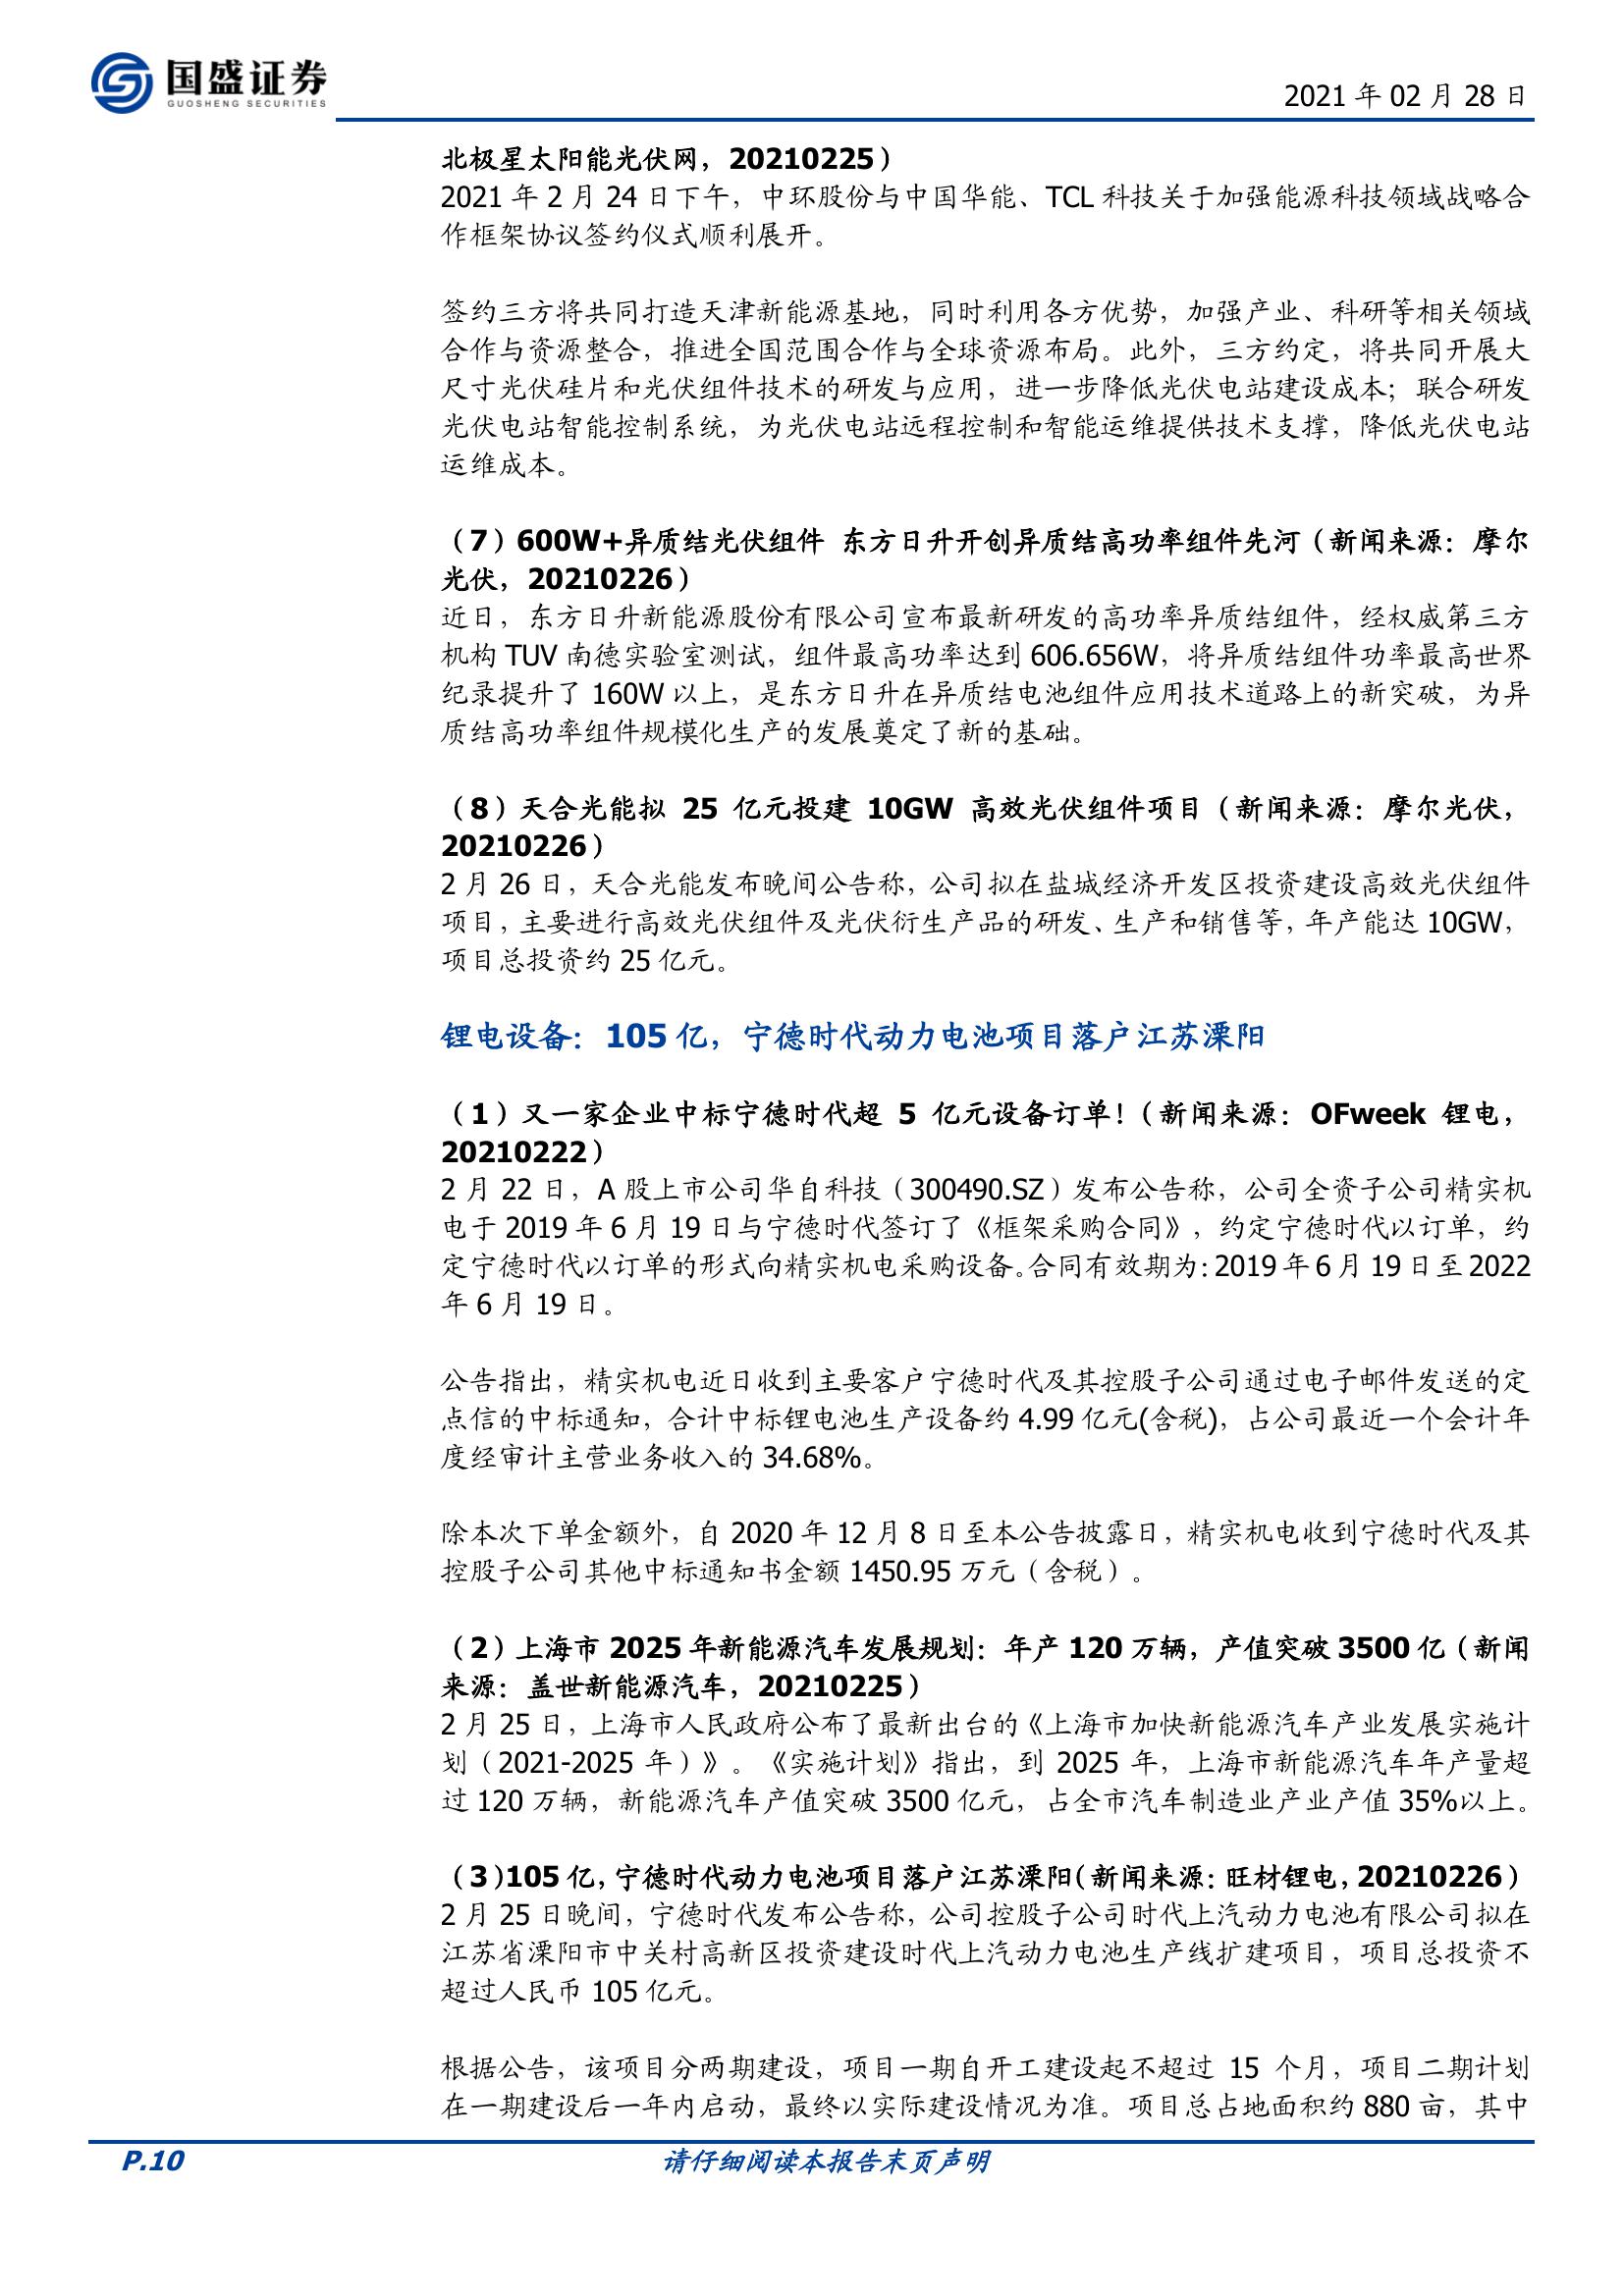 国盛证券
GUOSHENG SECURITIES
2021 年 02 月 28 日
北极星太阳能光伏网，20210225）
2021 年 2 月 24 日下午，中环股份与中国华能、TCL 科技关于加强能源科技领域战略合
作框架协议签约仪式顺利展开。
签约三方将共同打造天津新能源基地，同时利用各方优势，加强产业、科研等相关领域
合作与资源整合，推进全国范围合作与全球资源布局。此外，三方约定，将共同开展大
尺寸光伏硅片和光伏组件技术的研发与应用，进一步降低光伏电站建设成本；联合研发
光伏电站智能控制系统，为光伏电站远程控制和智能运维提供技术支撑，降低光伏电站
运维成本。
（7）600W+异质结光伏组件 东方日升开创异质结高功率组件先河（新闻来源：摩尔
光伏，20210226）
近日，东方日升新能源股份有限公司宣布最新研发的高功率异质结组件，经权威第三方
机构 TUV 南德实验室测试，组件最高功率达到 606.656W，将异质结组件功率最高世界
纪录提升了 160W 以上，是东方日升在异质结电池组件应用技术道路上的新突破，为异
质结高功率组件规模化生产的发展奠定了新的基础。
（8）天合光能拟 25 亿元投建 10GW 高效光伏组件项目（新闻来源：摩尔光伏，
20210226）
2 月 26 日，天合光能发布晚间公告称，公司拟在盐城经济开发区投资建设高效光伏组件
项目，主要进行高效光伏组件及光伏衍生产品的研发、生产和销售等，年产能达 10GW，
项目总投资约 25 亿元。
锂电设备：105 亿，宁德时代动力电池项目落户江苏溧阳
（1）又一家企业中标宁德时代超 5 亿元设备订单！（新闻来源：OFweek 锂电，
20210222）
2 月 22 日，A 股上市公司华自科技（300490.SZ）发布公告称，公司全资子公司精实机
电于 2019 年 6 月 19 日与宁德时代签订了《框架采购合同》，约定宁德时代以订单，约
定宁德时代以订单的形式向精实机电采购设备。合同有效期为：2019 年 6 月 19 日至 2022
年 6 月 19 日。
公告指出，精实机电近日收到主要客户宁德时代及其控股子公司通过电子邮件发送的定
点信的中标通知，合计中标锂电池生产设备约 4.99 亿元(含税)，占公司最近一个会计年
度经审计主营业务收入的 34.68%。
除本次下单金额外，自 2020 年 12 月 8 日至本公告披露日，精实机电收到宁德时代及其
控股子公司其他中标通知书金额 1450.95 万元（含税）。
（2）上海市 2025 年新能源汽车发展规划：年产 120 万辆，产值突破 3500 亿（新闻
来源：盖世新能源汽车，20210225）
2 月 25 日，上海市人民政府公布了最新出台的《上海市加快新能源汽车产业发展实施计
划（2021-2025 年）》。《实施计划》指出，到 2025 年，上海市新能源汽车年产量超
过 120 万辆，新能源汽车产值突破 3500 亿元，占全市汽车制造业产业产值 35%以上。
（3）105 亿，宁德时代动力电池项目落户江苏溧阳（新闻来源：旺材锂电，20210226）
2 月 25 日晚间，宁德时代发布公告称，公司控股子公司时代上汽动力电池有限公司拟在
江苏省溧阳市中关村高新区投资建设时代上汽动力电池生产线扩建项目，项目总投资不
超过人民币 105 亿元。
根据公告，该项目分两期建设，项目一期自开工建设起不超过 15 个月，项目二期计划
在一期建设后一年内启动，最终以实际建设情况为准。项目总占地面积约 880 亩，其中
P.10
请仔细阅读本报告末页声明